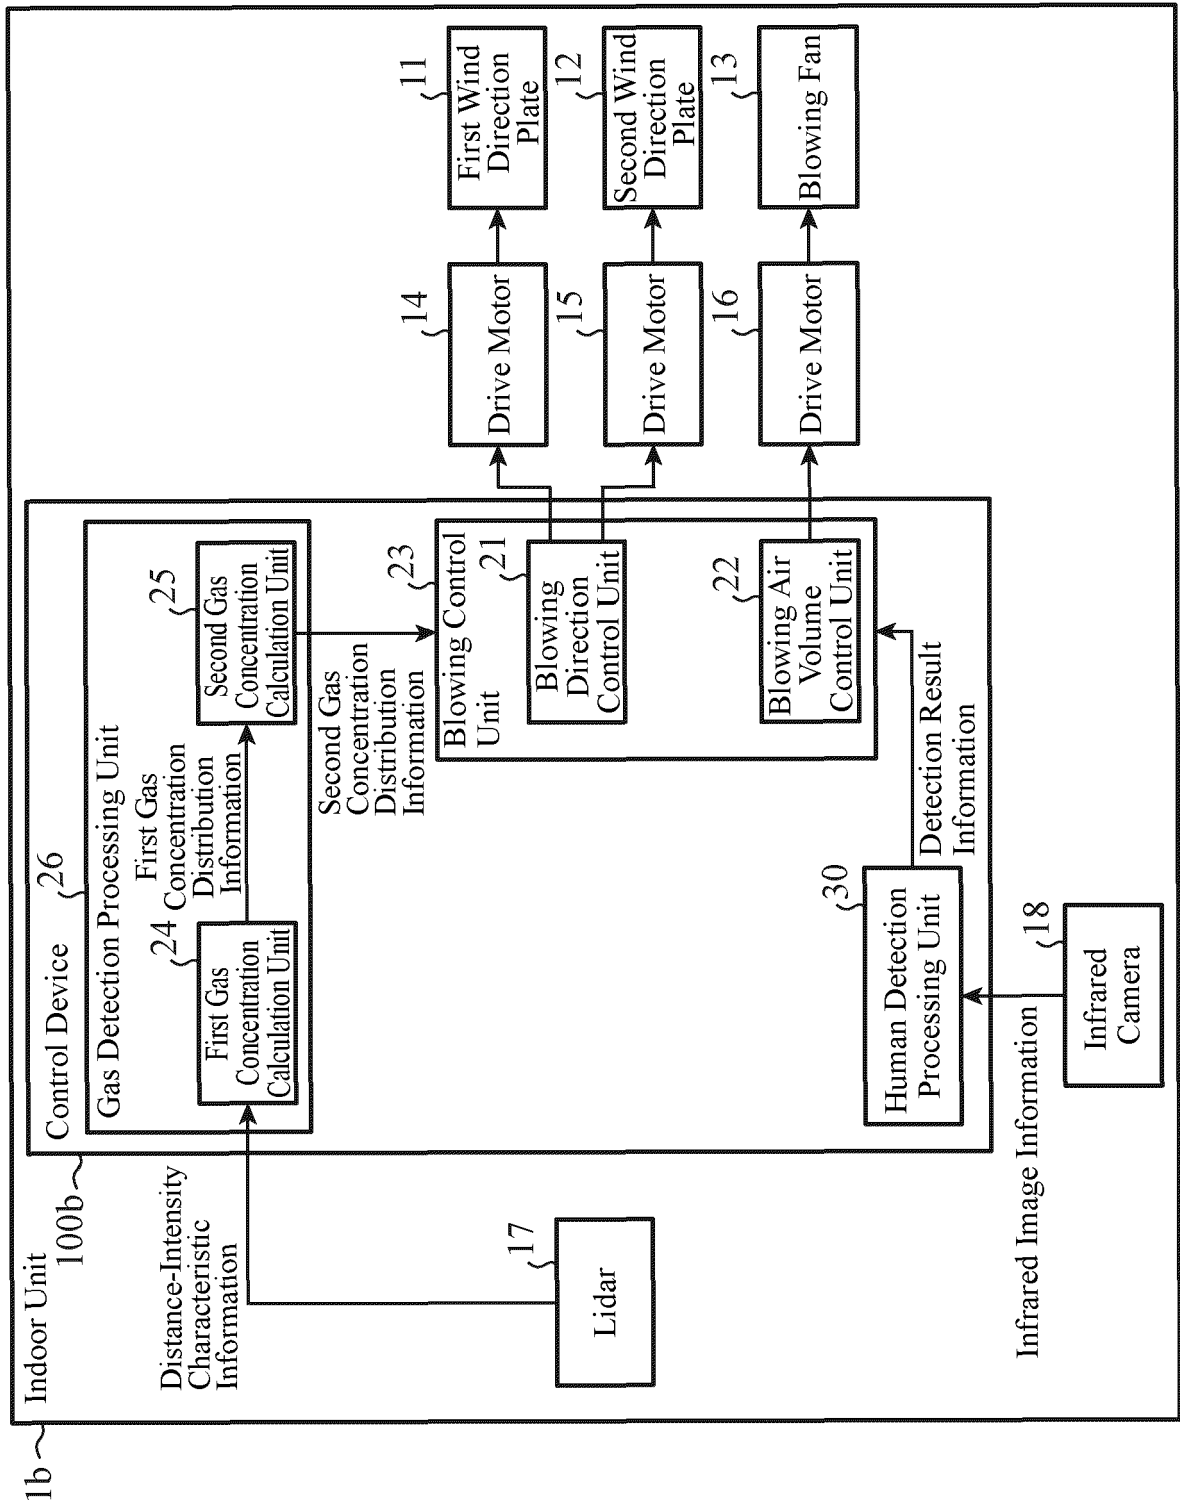 1b
Indoor Unit
100b
Control Device
26
Gas Detection Processing Unit
Distance-Intensity
Characteristic
Information
24
First Gas
Concentration
Calculation Unit
First Gas
Concentration
Distribution
Information
25
Second Gas
Concentration
Calculation Unit
Second Gas
Concentration
Distribution
Information
23
Blowing Control
Unit
21
Blowing
Direction
Control Unit
22
Blowing Air
Volume
Control Unit
14
Drive Motor
11
First Wind
Direction
Plate
15
Drive Motor
12
Second Wind
Direction
Plate
16
Drive Motor
13
Blowing Fan
17
Lidar
30
Human Detection
Processing Unit
Detection Result
Information
Infrared Image Information
18
Infrared
Camera